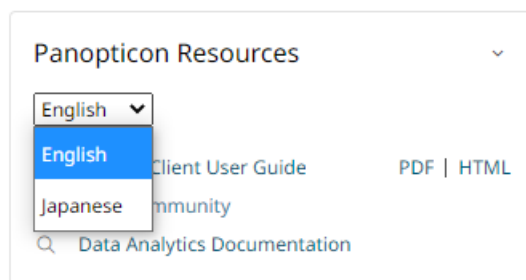 Panopticon Resources
English
English
Client User Guide PDF | HTML
Japanese
mmunity
Data Analytics Documentation